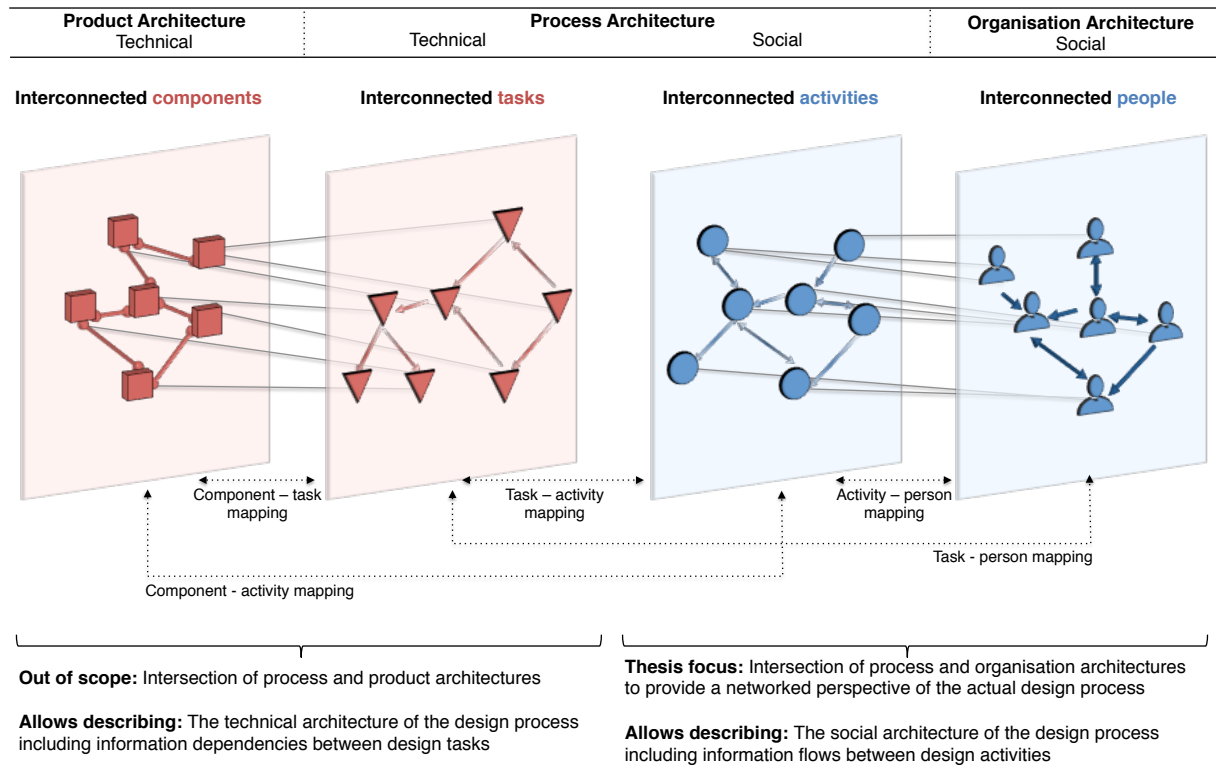 Product Architecture
Technical
Process Architecture
Technical
Social
Organisation Architecture
Social
Interconnected components
Interconnected tasks
Interconnected activities
Interconnected people
Component – task
mapping
Task – activity
mapping
Activity – person
mapping
Task - person mapping
Component - activity mapping
Out of scope: Intersection of process and product architectures
Allows describing: The technical architecture of the design process
including information dependencies between design tasks
Thesis focus: Intersection of process and organisation architectures
to provide a networked perspective of the actual design process
Allows describing: The social architecture of the design process
including information flows between design activities